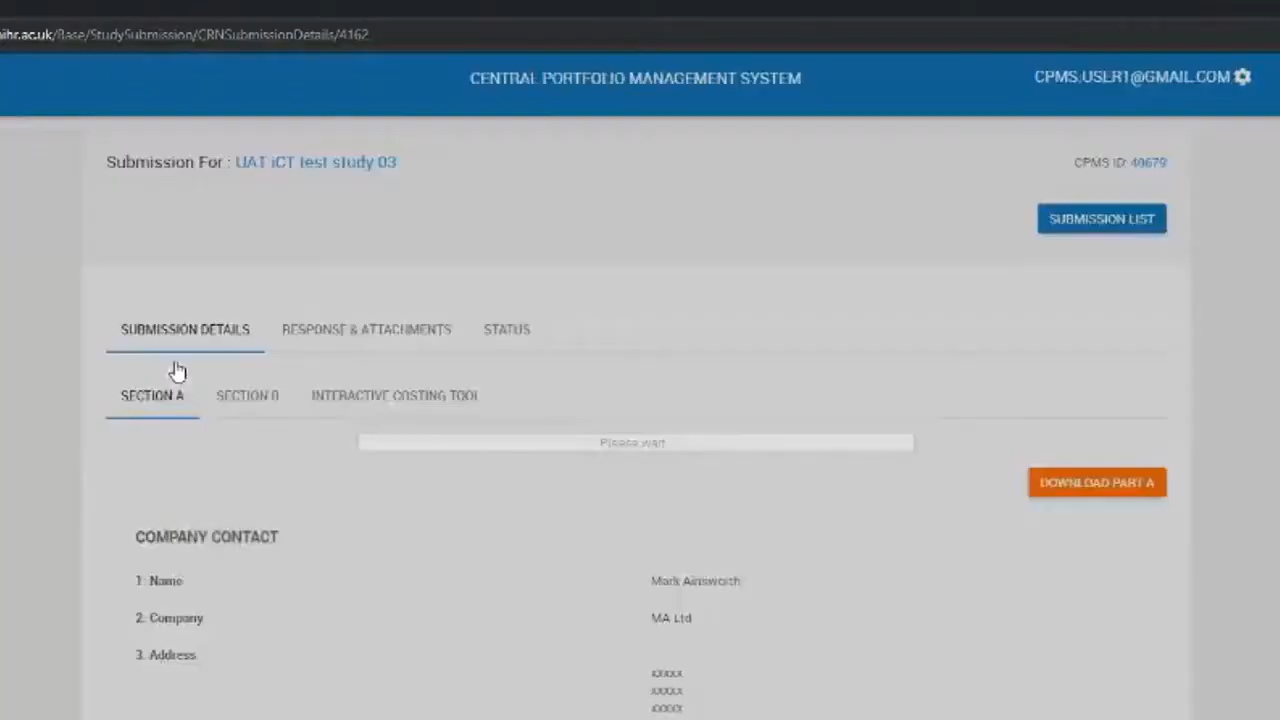 ihr.ac.uk/Base/StudySubmission/CRNSubmissionDetails/4162
CENTRAL PORTFOLIO MANAGEMENT SYSTEM
CPMS.USER1@GMAIL.COM
Submission For : UAT iCT test study 03
CPMS ID: 40679
SUBMISSION LIST
SUBMISSION DETAILS RESPONSE & ATTACHMENTS STATUS
SECTION A SECTION B INTERACTIVE COSTING TOOL
Please wait
DOWNLOAD PART A
COMPANY CONTACT
1. Name Mark Ainsworth
2. Company MA Ltd
3. Address
xxxxx
xxxxx
xxxxx